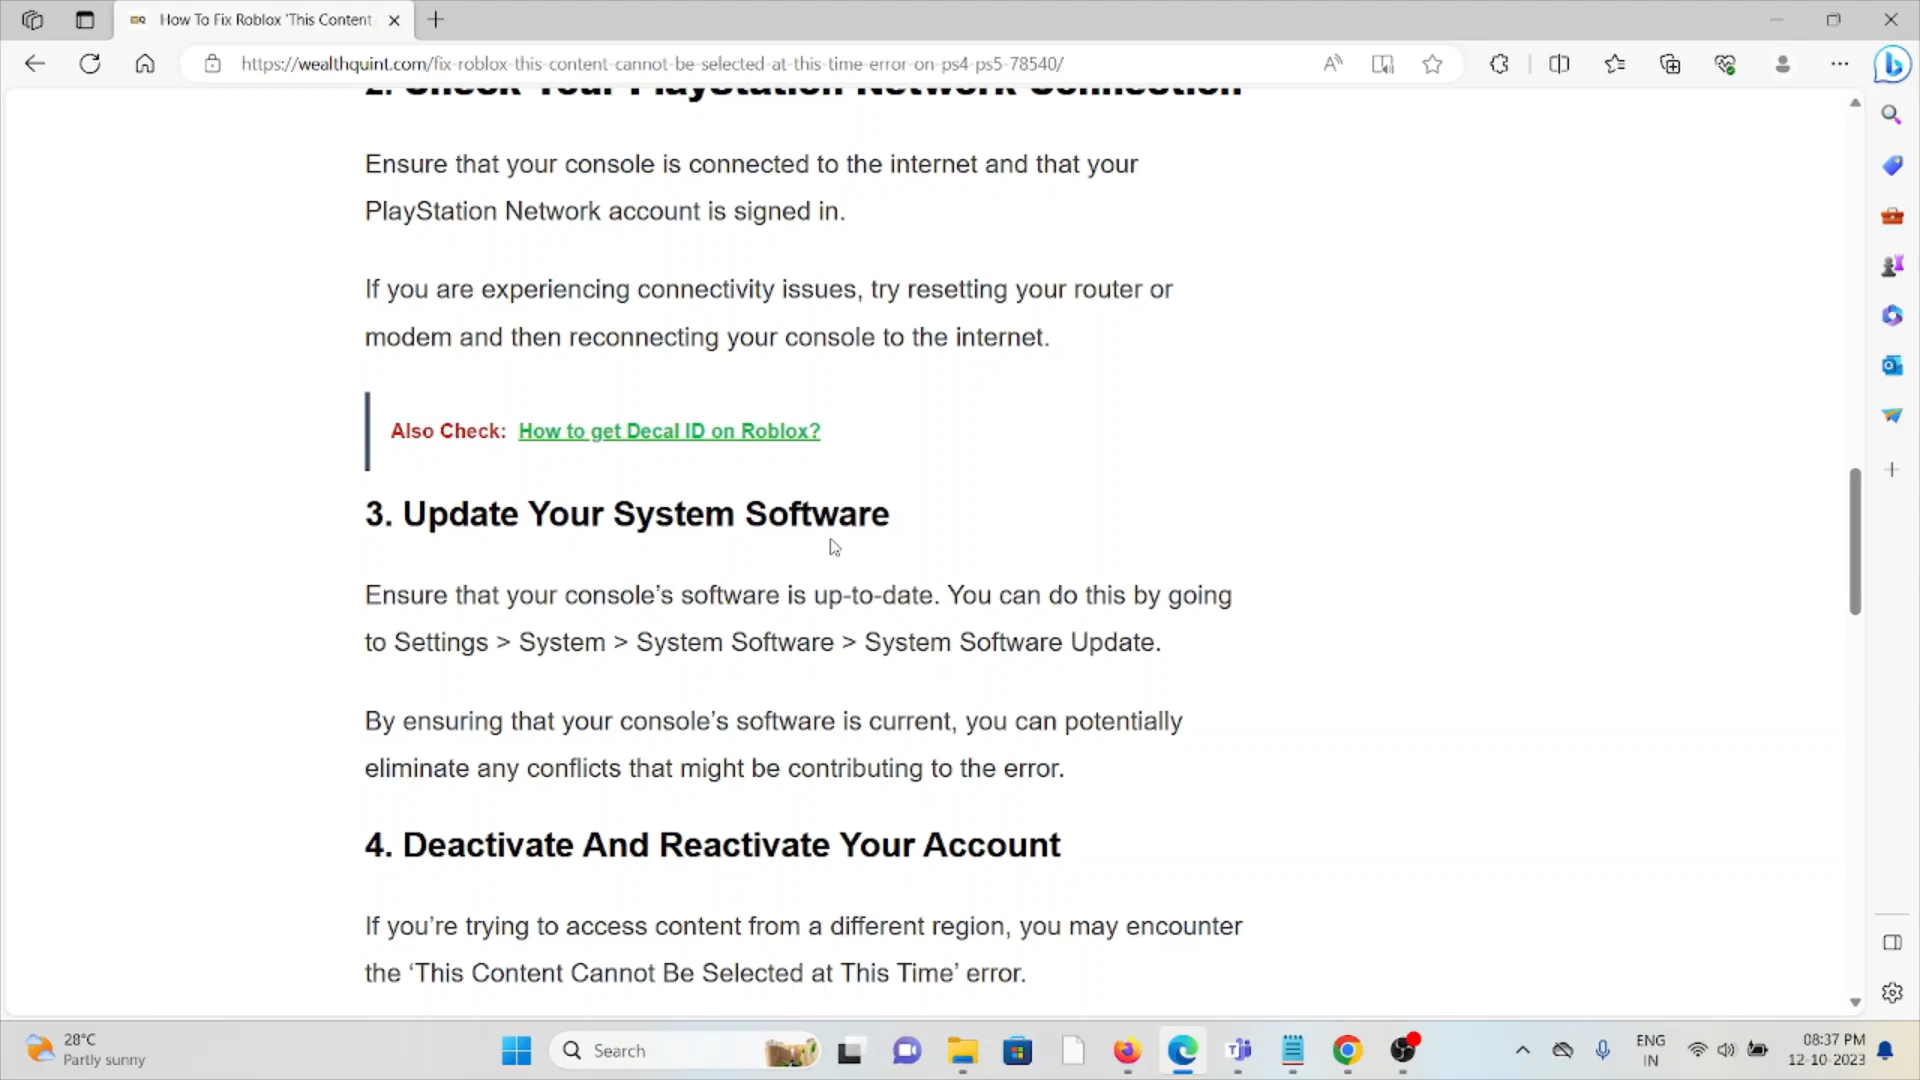 How To Fix Roblox 'This Content
https://wealthquint.com/fix-roblox-this-content-cannot-be-selected-at-this-time-error-on-ps4-ps5-78540/
2. Check Your PlayStation Network Connection
Ensure that your console is connected to the internet and that your
PlayStation Network account is signed in.
If you are experiencing connectivity issues, try resetting your router or
modem and then reconnecting your console to the internet.
Also Check: How to get Decal ID on Roblox?
3. Update Your System Software
Ensure that your console’s software is up-to-date. You can do this by going
to Settings > System > System Software > System Software Update.
By ensuring that your console’s software is current, you can potentially
eliminate any conflicts that might be contributing to the error.
4. Deactivate And Reactivate Your Account
If you’re trying to access content from a different region, you may encounter
the ‘This Content Cannot Be Selected at This Time’ error.
28°C
Partly sunny
Search
ENG
IN
08:37 PM
12-10-2023